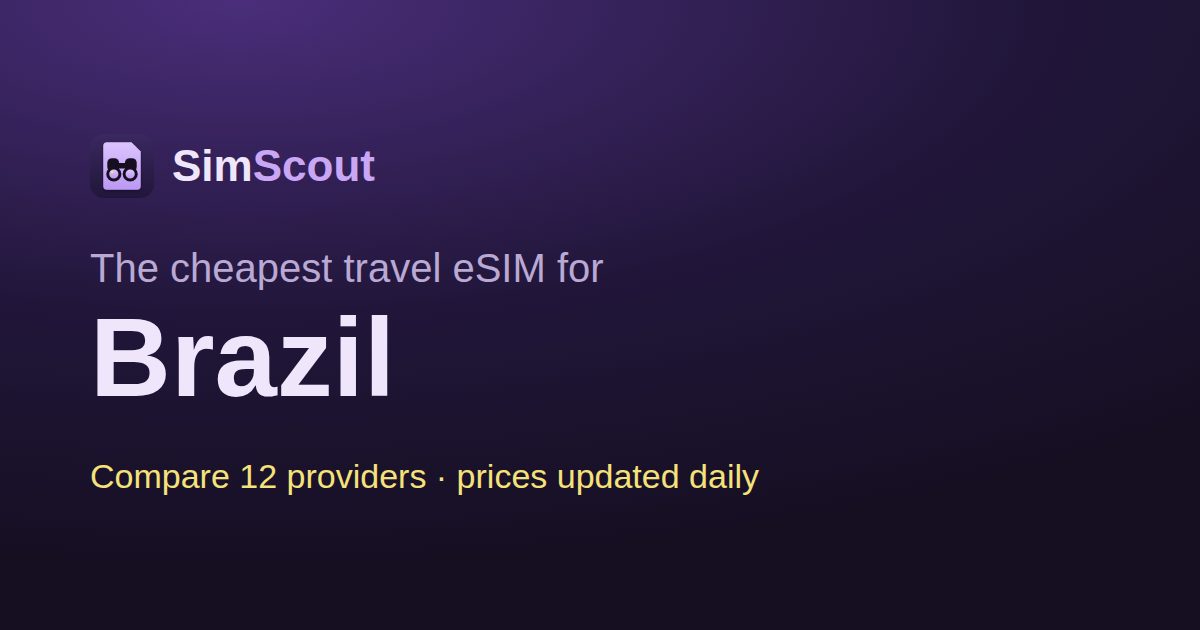 SimScout
The cheapest travel eSIM for
Brazil
Compare 12 providers · prices updated daily